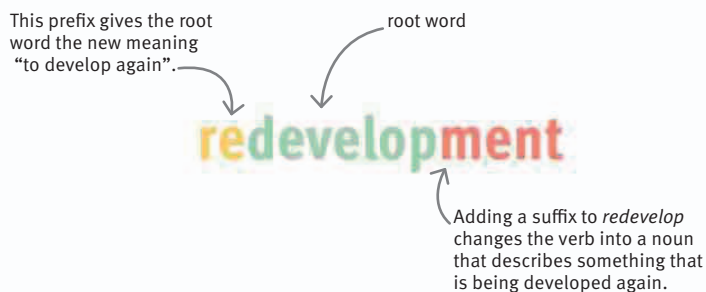 This prefix gives the root
word the new meaning
“to develop again”.
root word
redevelopment
Adding a suffix to redevelop
changes the verb into a noun
that describes something that
is being developed again.